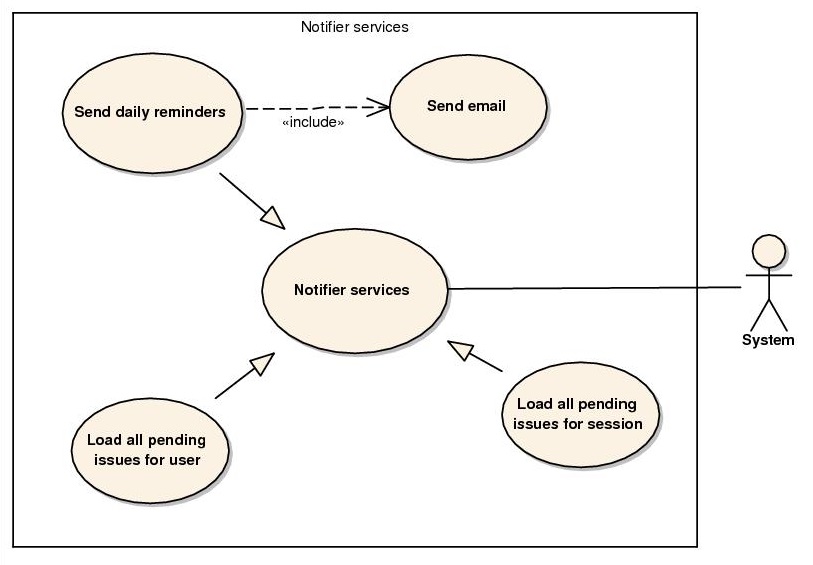 Notifier services
Send daily reminders
Send email
«include»
Notifier services
System
Load all pending
issues for session
Load all pending
issues for user